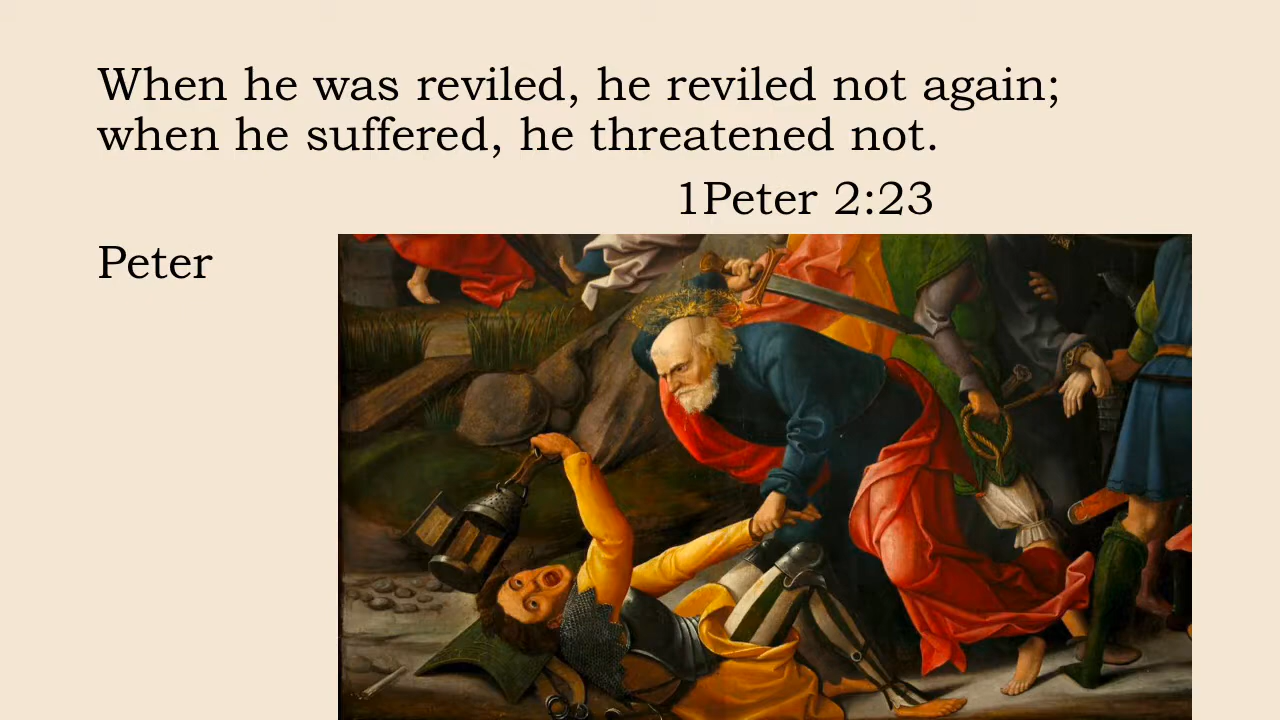 When he was reviled, he reviled not again;
when he suffered, he threatened not.
1Peter 2:23
Peter